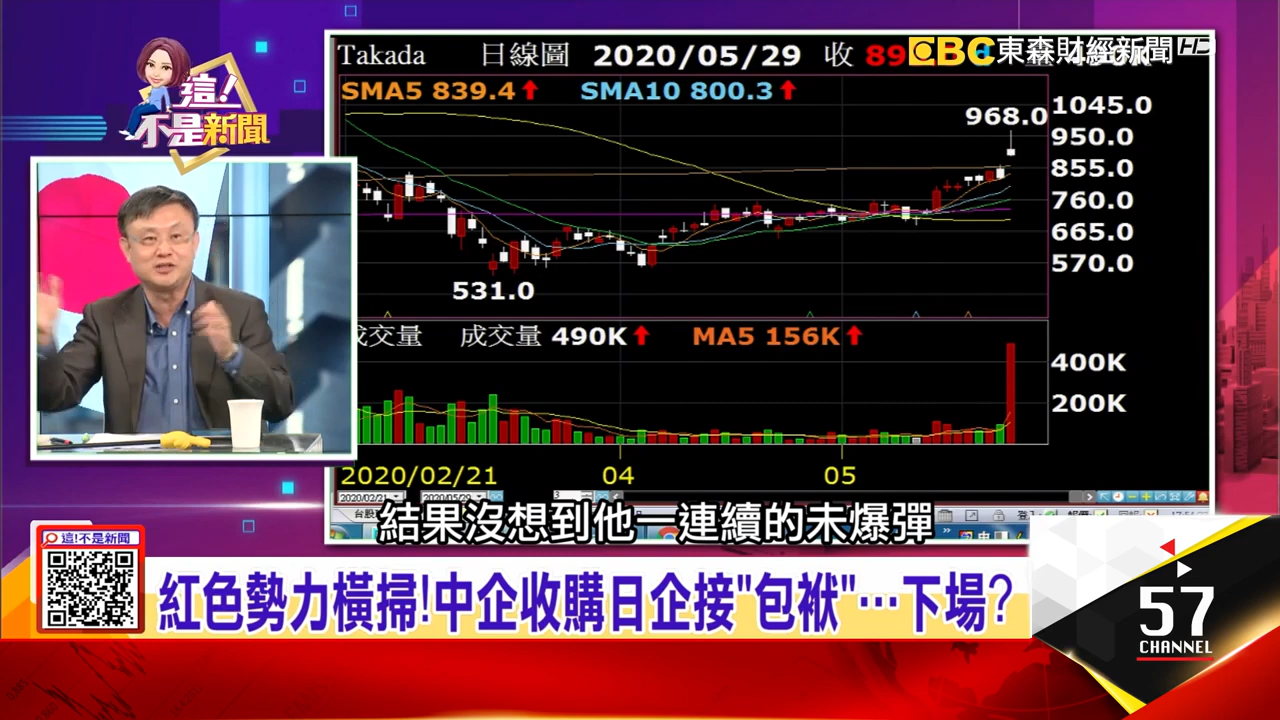 Takada 日線圖 2020/05/29 收 89
EBC 東森財經新聞 HD
SMA5 839.4 SMA10 800.3
這!
不是新聞
968.0
1045.0
950.0
855.0
760.0
665.0
570.0
531.0
成交量 成交量 490K MA5 156K
400K
200K
2020/02/21 04 05
結果沒想到他一連續的未爆彈
這!不是新聞
紅色勢力橫掃!中企收購日企接"包袱"…下場?
57
CHANNEL